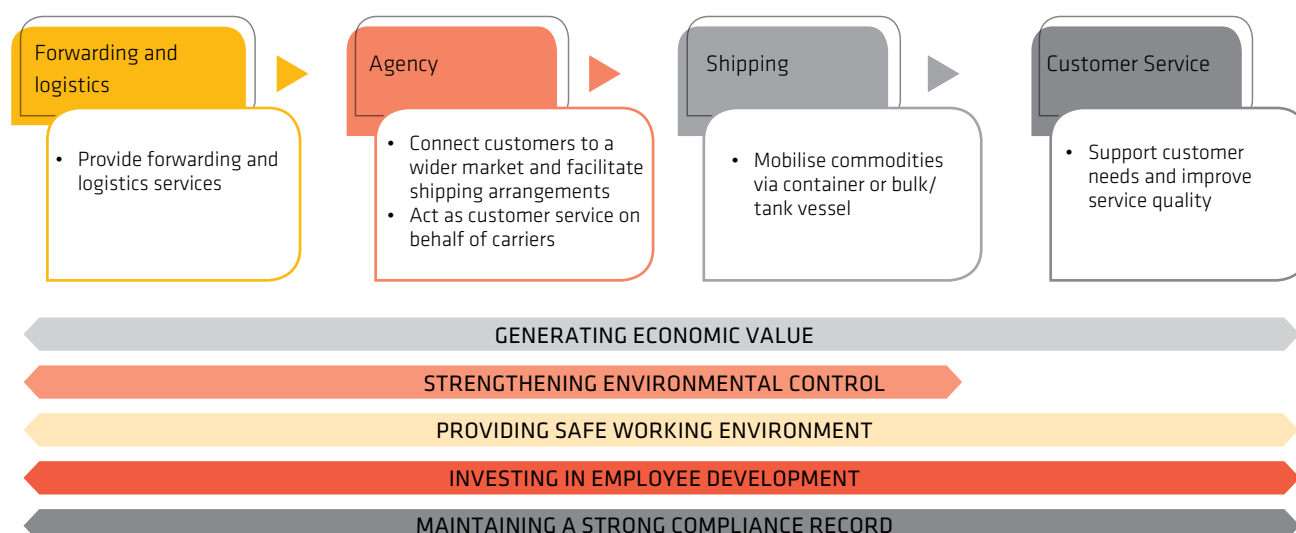 Forwarding and
logistics
• Provide forwarding and
logistics services
Agency
• Connect customers to a
wider market and facilitate
shipping arrangements
• Act as customer service on
behalf of carriers
Shipping
• Mobilise commodities
via container or bulk/
tank vessel
Customer Service
• Support customer
needs and improve
service quality
GENERATING ECONOMIC VALUE
STRENGTHENING ENVIRONMENTAL CONTROL
PROVIDING SAFE WORKING ENVIRONMENT
INVESTING IN EMPLOYEE DEVELOPMENT
MAINTAINING A STRONG COMPLIANCE RECORD